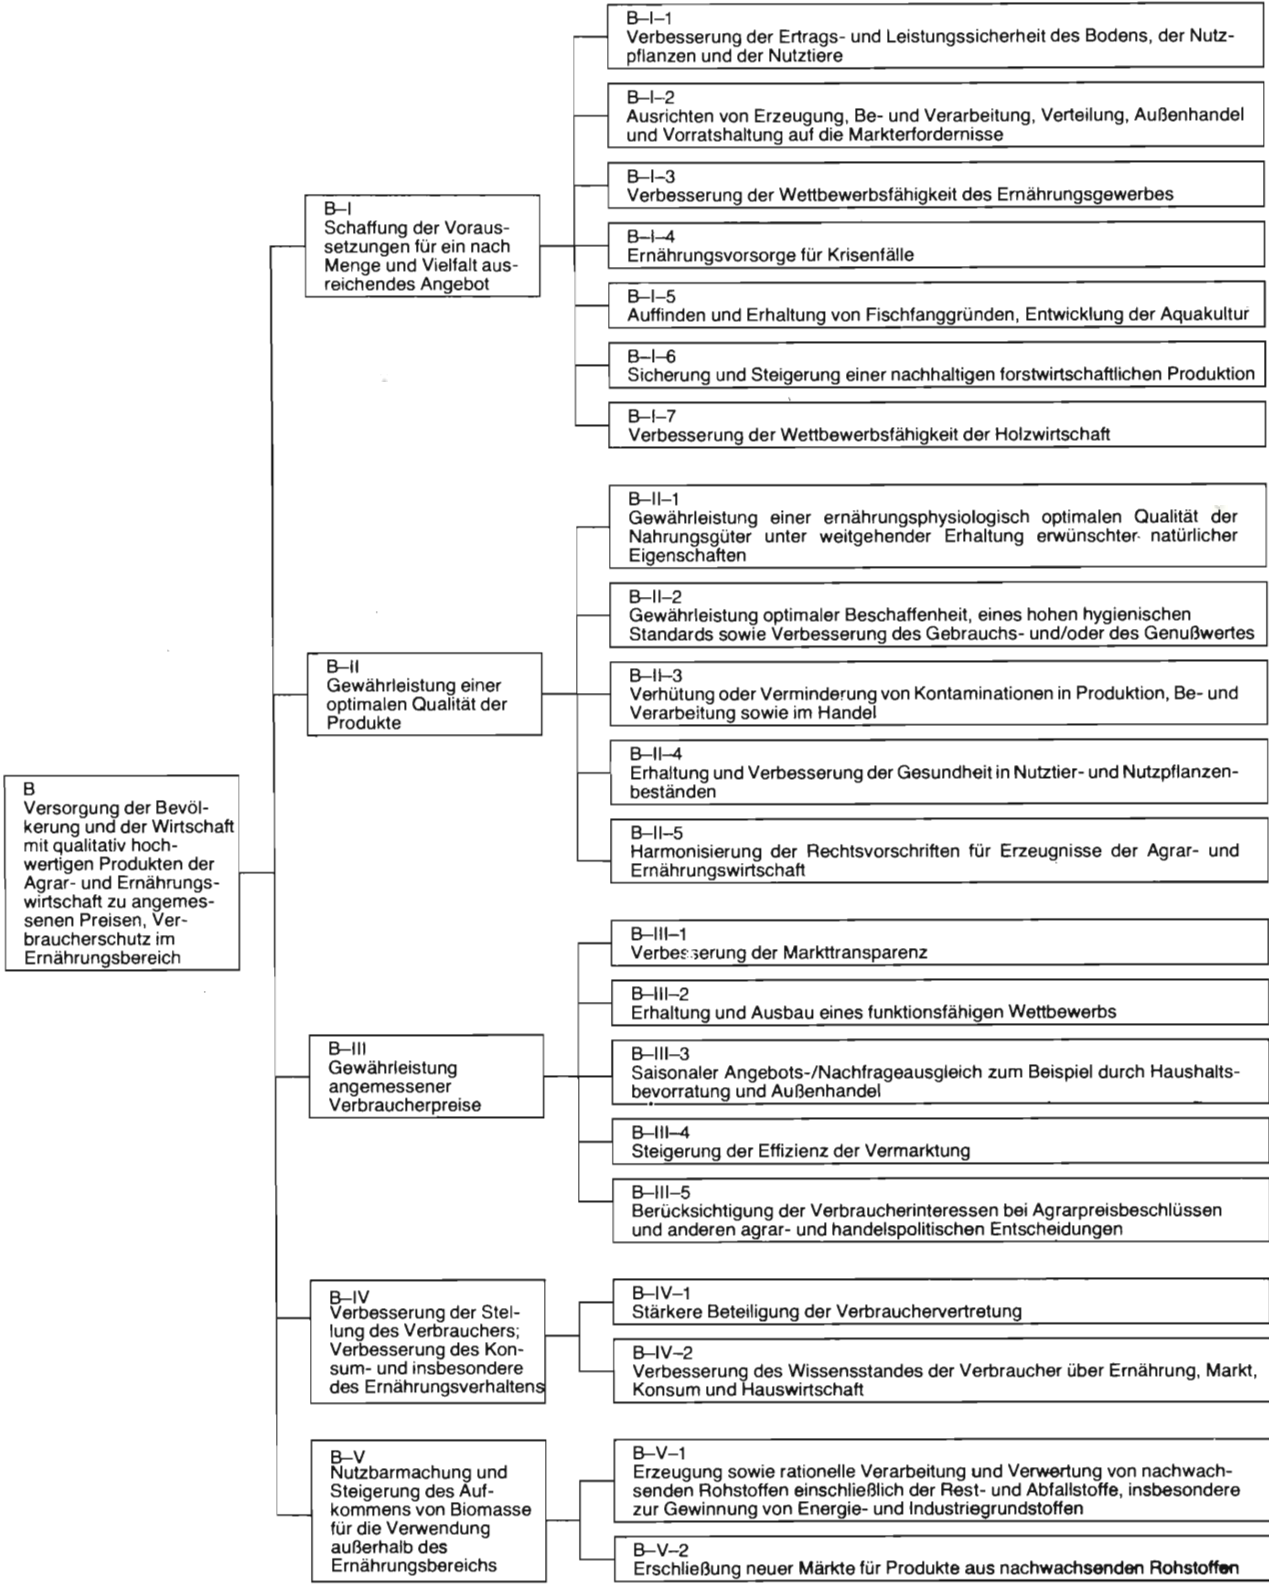 B
Versorgung der Bevöl-
kerung und der Wirtschaft
mit qualitativ hoch-
wertigen Produkten der
Agrar- und Ernährungs-
wirtschaft zu angemes-
senen Preisen, Ver-
braucherschutz im
Ernährungsbereich
B–I
Schaffung der Voraus-
setzungen für ein nach
Menge und Vielfalt aus-
reichendes Angebot
B–I–1
Verbesserung der Ertrags- und Leistungssicherheit des Bodens, der Nutz-
pflanzen und der Nutztiere
B–I–2
Ausrichten von Erzeugung, Be- und Verarbeitung, Verteilung, Außenhandel
und Vorratshaltung auf die Markterfordernisse
B–I–3
Verbesserung der Wettbewerbsfähigkeit des Ernährungsgewerbes
B–I–4
Ernährungsvorsorge für Krisenfälle
B–I–5
Auffinden und Erhaltung von Fischfanggründen, Entwicklung der Aquakultur
B–I–6
Sicherung und Steigerung einer nachhaltigen forstwirtschaftlichen Produktion
B–I–7
Verbesserung der Wettbewerbsfähigkeit der Holzwirtschaft
B–II
Gewährleistung einer
optimalen Qualität der
Produkte
B–II–1
Gewährleistung einer ernährungsphysiologisch optimalen Qualität der
Nahrungsgüter unter weitgehender Erhaltung erwünschter natürlicher
Eigenschaften
B–II–2
Gewährleistung optimaler Beschaffenheit, eines hohen hygienischen
Standards sowie Verbesserung des Gebrauchs- und/oder des Genußwertes
B–II–3
Verhütung oder Verminderung von Kontaminationen in Produktion, Be- und
Verarbeitung sowie im Handel
B–II–4
Erhaltung und Verbesserung der Gesundheit in Nutztier- und Nutzpflanzen-
beständen
B–II–5
Harmonisierung der Rechtsvorschriften für Erzeugnisse der Agrar- und
Ernährungswirtschaft
B–III
Gewährleistung
angemessener
Verbraucherpreise
B–III–1
Verbesserung der Markttransparenz
B–III–2
Erhaltung und Ausbau eines funktionsfähigen Wettbewerbs
B–III–3
Saisonaler Angebots-/Nachfrageausgleich zum Beispiel durch Haushalts-
bevorratung und Außenhandel
B–III–4
Steigerung der Effizienz der Vermarktung
B–III–5
Berücksichtigung der Verbraucherinteressen bei Agrarpreisbeschlüssen
und anderen agrar- und handelspolitischen Entscheidungen
B–IV
Verbesserung der Stel-
lung des Verbrauchers;
Verbesserung des Kon-
sum- und insbesondere
des Ernährungsverhaltens
B–IV–1
Stärkere Beteiligung der Verbrauchervertretung
B–IV–2
Verbesserung des Wissensstandes der Verbraucher über Ernährung, Markt,
Konsum und Hauswirtschaft
B–V
Nutzbarmachung und
Steigerung des Auf-
kommens von Biomasse
für die Verwendung
außerhalb des
Ernährungsbereichs
B–V–1
Erzeugung sowie rationelle Verarbeitung und Verwertung von nachwach-
senden Rohstoffen einschließlich der Rest- und Abfallstoffe, insbesondere
zur Gewinnung von Energie- und Industriegrundstoffen
B–V–2
Erschließung neuer Märkte für Produkte aus nachwachsenden Rohstoffen